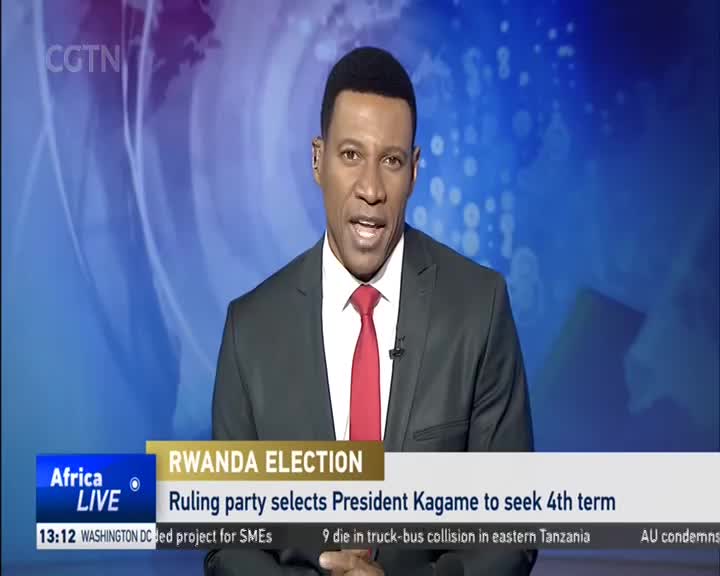 CGTN
RWANDA ELECTION
Africa
LIVE
Ruling party selects President Kagame to seek 4th term
13:12 WASHINGTON DC ded project for SMEs 9 die in truck-bus collision in eastern Tanzania AU condemns